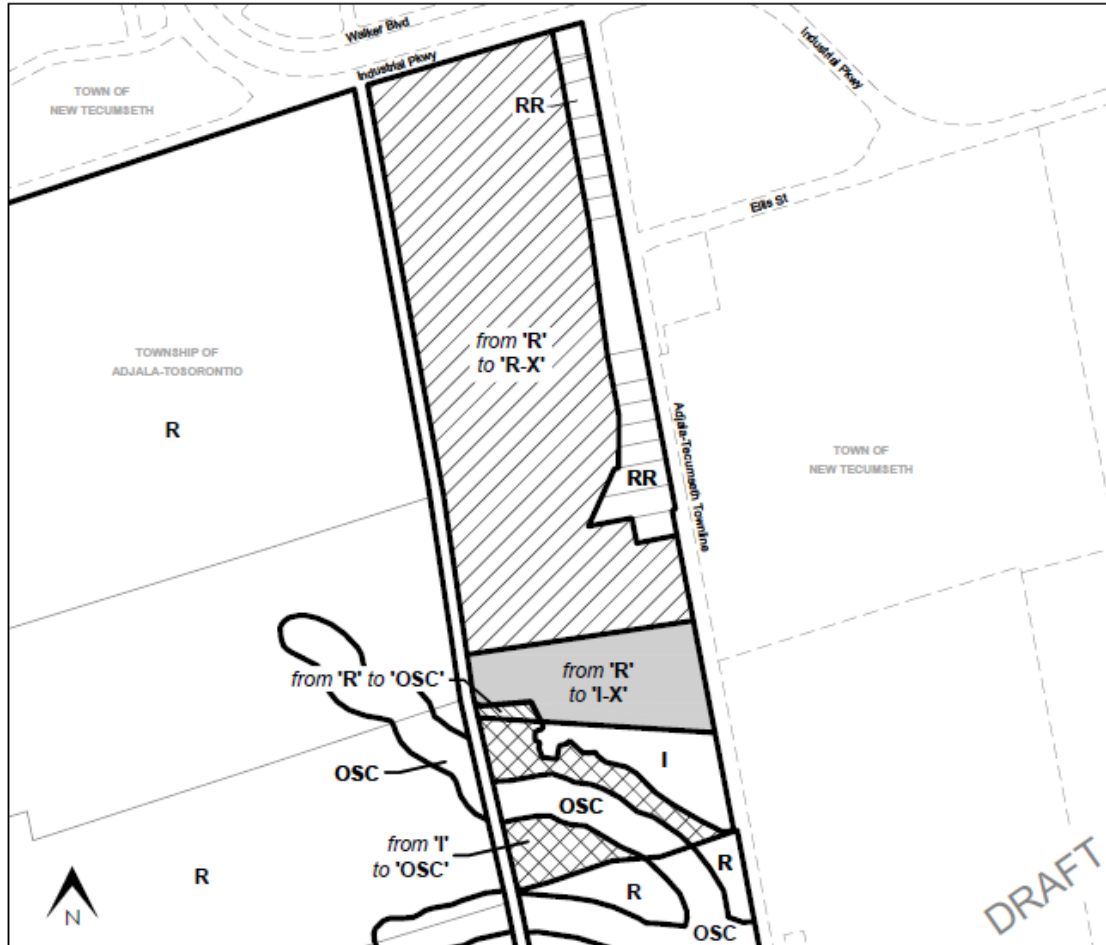 Walker Blvd
Industrial Pkwy
Industrial Pkwy
TOWN OF
NEW TECUMSETH
RR
Ellis St
from 'R'
to 'R-X'
TOWNSHIP OF
ADJALA-TOSORONTIO
R
Adjala-Tecumseth Townline
TOWN OF
NEW TECUMSETH
RR
from 'R'
to 'I-X'
from 'R' to 'OSC'
I
OSC
OSC
from 'I'
to 'OSC'
R
R
R
OSC
N
DRAFT